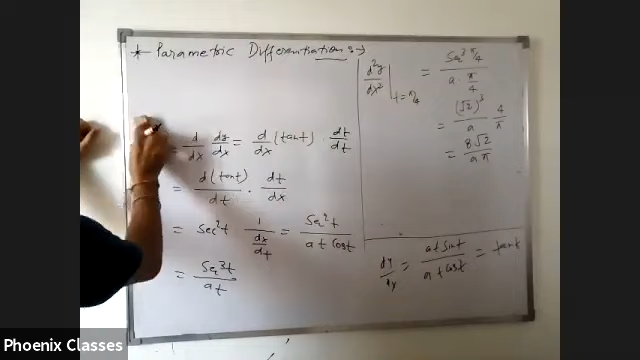 * Parametric Differentiation :→
= d/dx dy/dx = d/dx (tant) · dt/dt
= d(tant)/dt · dt/dx
= Sec²t 1/(dx/dt) = Sec²t/(at Cost)
= Sec³t/at
d²y/dx² | t=π/4 = Sec³ π/4 / (a · π/4)
= (√2)³/a 4/π
= 8√2/aπ
dy/dx = at Sint/(a t Cost) = tant
Phoenix Classes